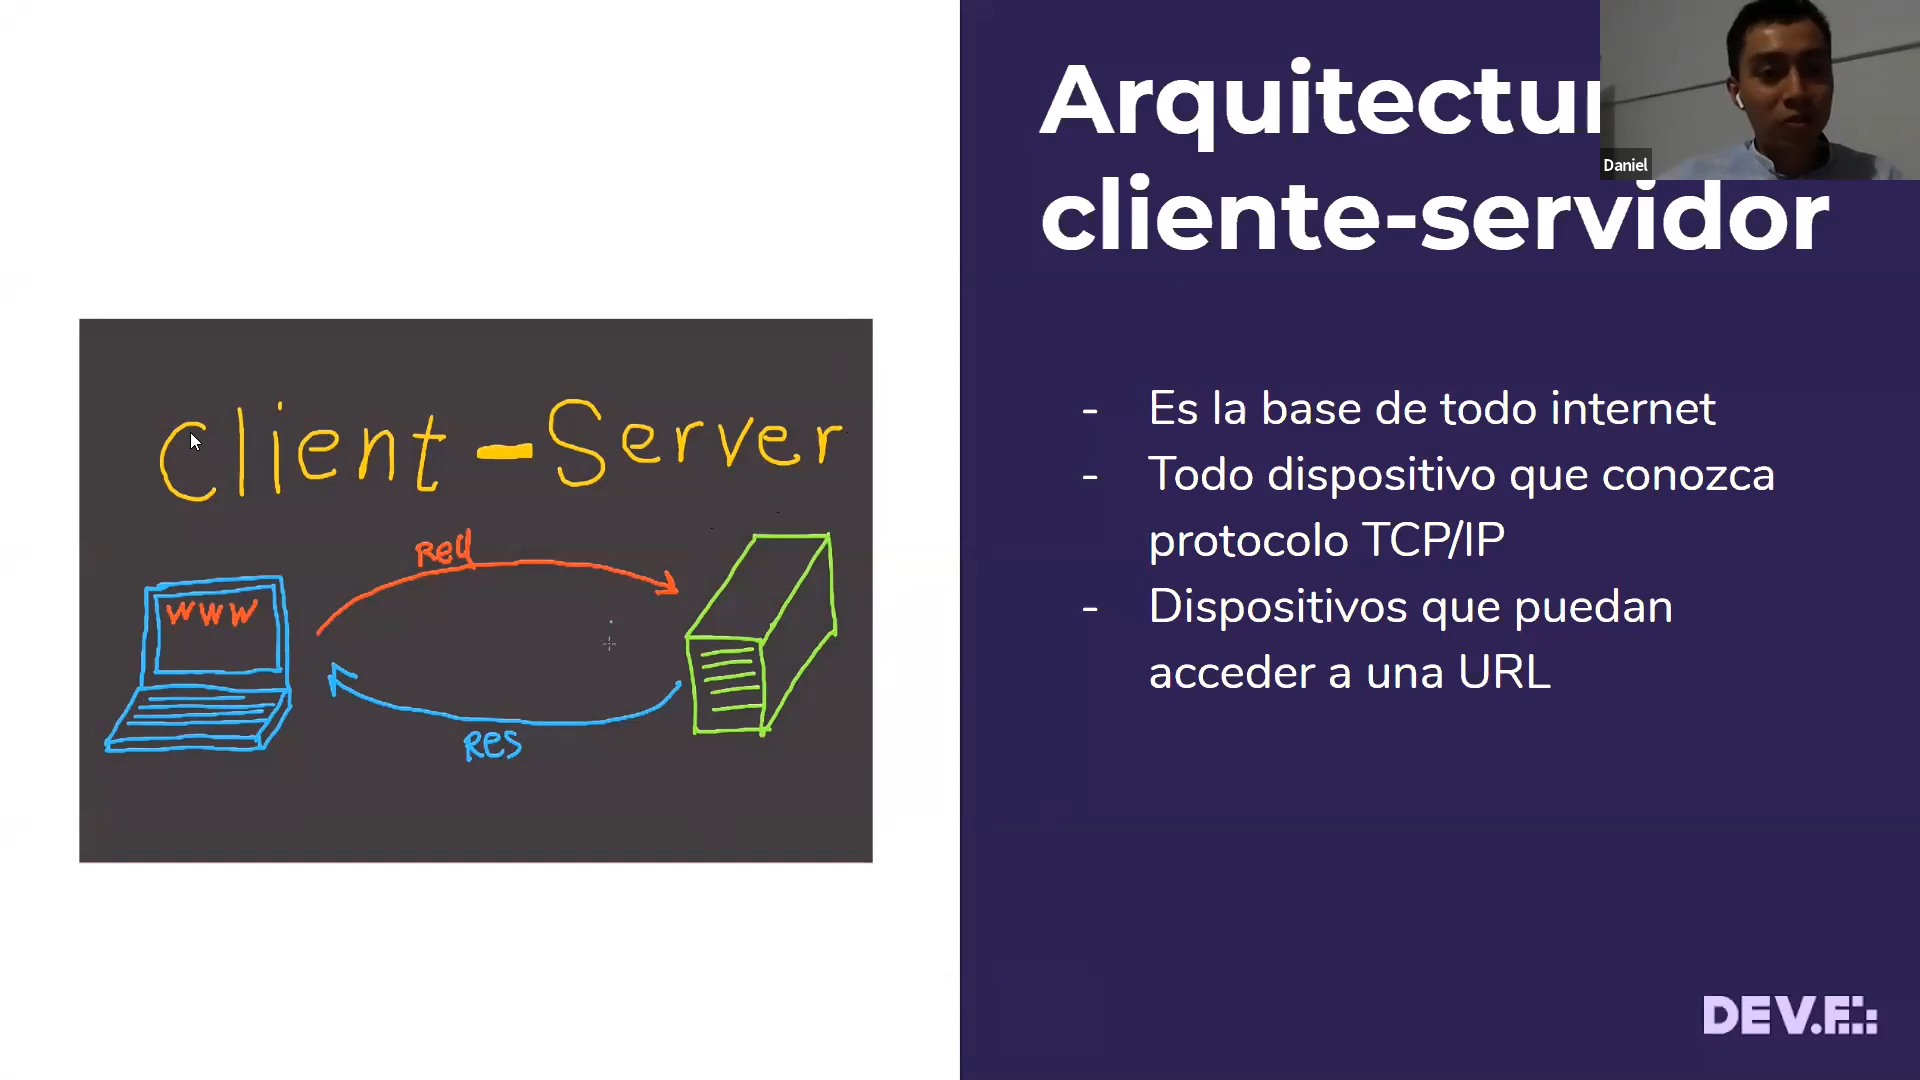 Client-Server
Req
WWW
Res
Arquitectur
cliente-servidor
Daniel
- Es la base de todo internet
- Todo dispositivo que conozca
protocolo TCP/IP
- Dispositivos que puedan
acceder a una URL
DEV.F